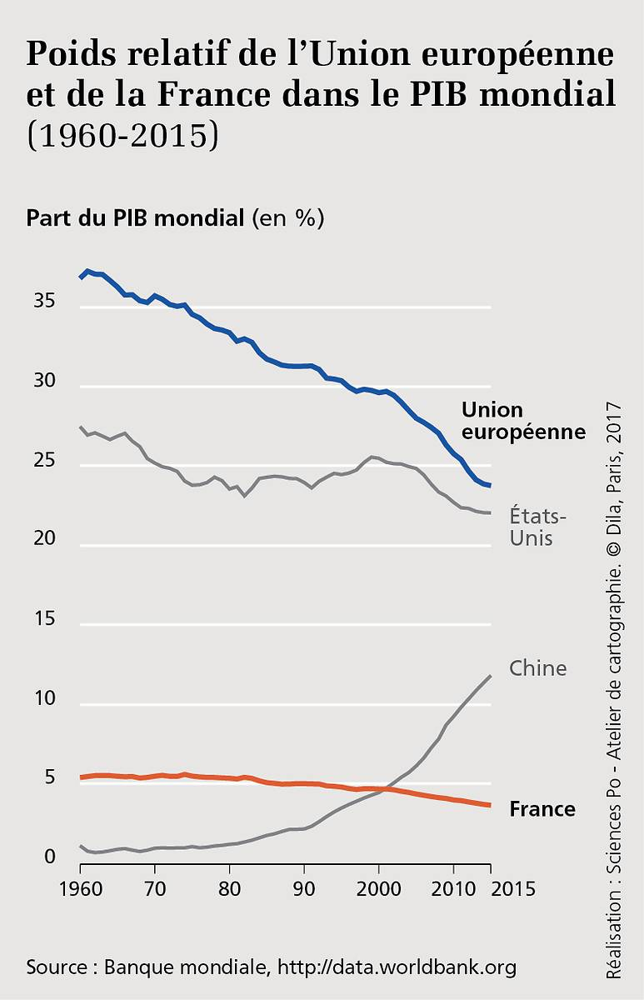 Poids relatif de l’Union européenne
et de la France dans le PIB mondial
(1960-2015)
Part du PIB mondial (en %)
35
30
25
20
15
10
5
0
Union
européenne
États-
Unis
Chine
France
1960 70 80 90 2000 2010 2015
Source : Banque mondiale, http://data.worldbank.org
Réalisation : Sciences Po - Atelier de cartographie. © Dila, Paris, 2017